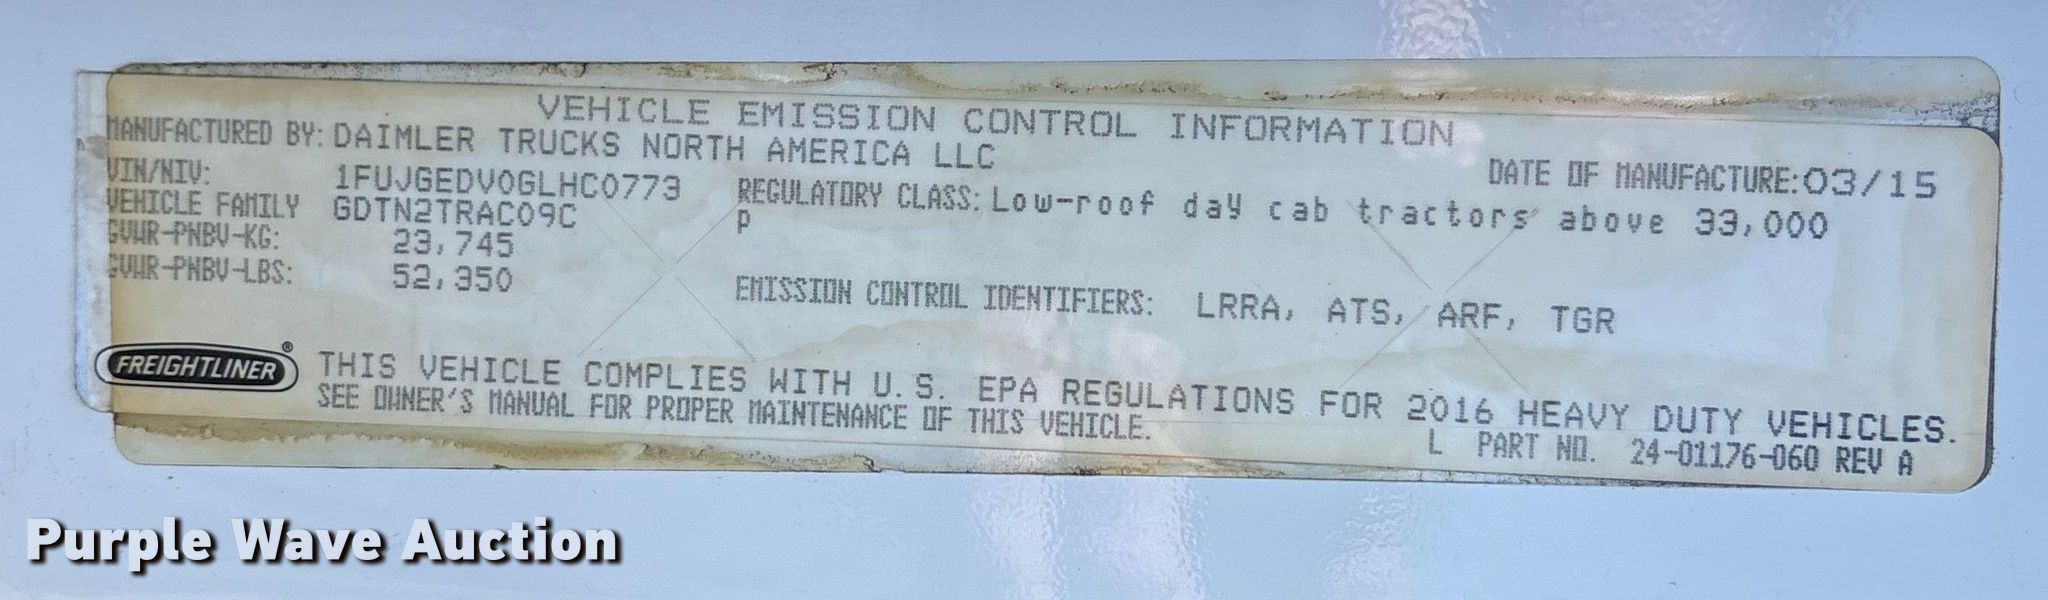 VEHICLE EMISSION CONTROL INFORMATION
MANUFACTURED BY: DAIMLER TRUCKS NORTH AMERICA LLC
DATE OF MANUFACTURE: 03/15
VIN/NIV: 1FUJGEDV0GLHC0773
REGULATORY CLASS: Low-roof day cab tractors above 33,000
p
VEHICLE FAMILY GDTN2TRAC09C
GVWR-PNBV-KG: 23,745
GVWR-PNBV-LBS: 52,350
EMISSION CONTROL IDENTIFIERS: LRRA, ATS, ARF, TGR
FREIGHTLINER®
THIS VEHICLE COMPLIES WITH U.S. EPA REGULATIONS FOR 2016 HEAVY DUTY VEHICLES.
SEE OWNER'S MANUAL FOR PROPER MAINTENANCE OF THIS VEHICLE.
L PART NO. 24-01176-060 REV A
Purple Wave Auction